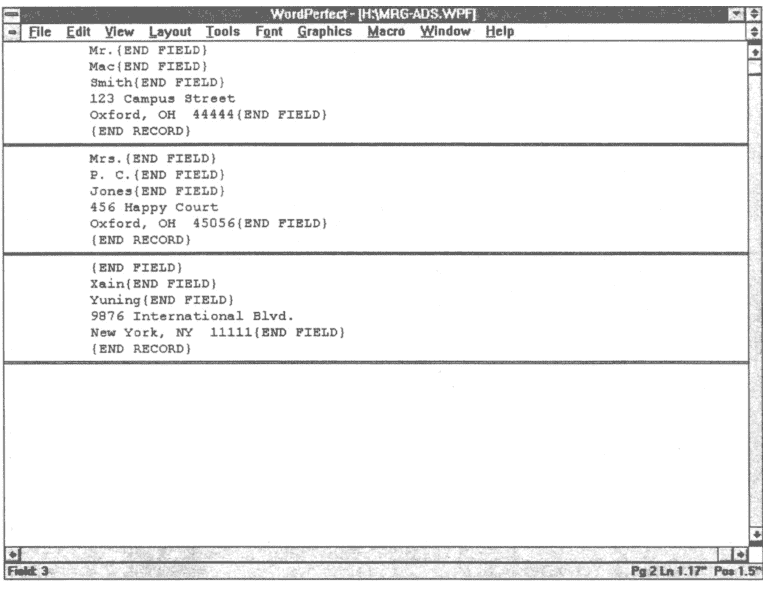 WordPerfect - [H:\MRG-ADS.WPF]
File Edit View Layout Tools Font Graphics Macro Window Help
Mr.{END FIELD}
Mac{END FIELD}
Smith{END FIELD}
123 Campus Street
Oxford, OH  44444{END FIELD}
{END RECORD}
Mrs.{END FIELD}
P. C.{END FIELD}
Jones{END FIELD}
456 Happy Court
Oxford, OH  45056{END FIELD}
{END RECORD}
{END FIELD}
Xain{END FIELD}
Yuning{END FIELD}
9876 International Blvd.
New York, NY  11111{END FIELD}
{END RECORD}
Field: 3 Pg 2 Ln 1.17" Pos 1.5"